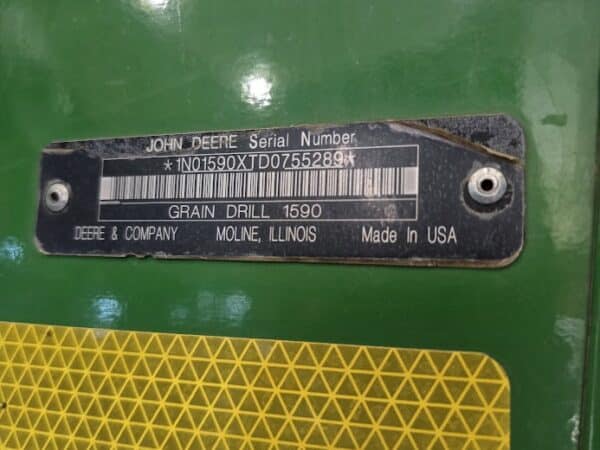 JOHN DEERE Serial Number
*1N01590XTD0755289*
GRAIN DRILL 1590
DEERE & COMPANY MOLINE, ILLINOIS Made In USA